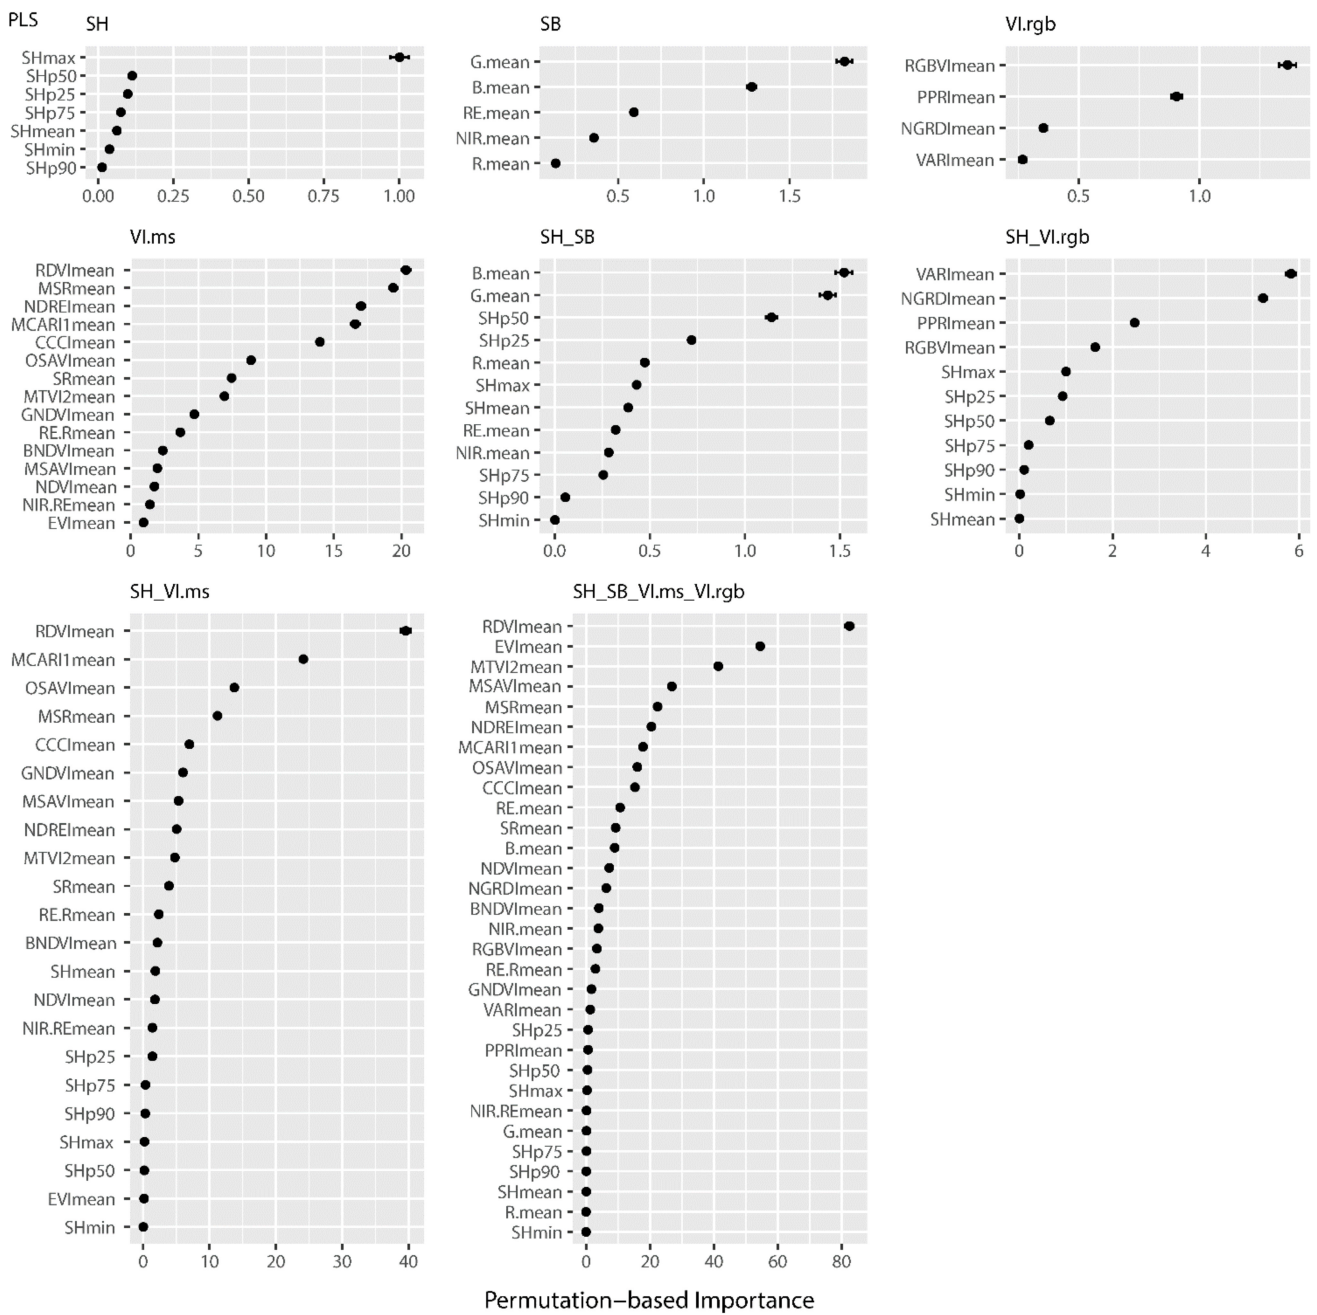 PLS
SH
SHmax
SHp50
SHp25
SHp75
SHmean
SHmin
SHp90
0.00 0.25 0.50 0.75 1.00
SB
G.mean
B.mean
RE.mean
NIR.mean
R.mean
0.5 1.0 1.5
VI.rgb
RGBVImean
PPRImean
NGRDImean
VARImean
0.5 1.0
VI.ms
RDVImean
MSRmean
NDREImean
MCARI1mean
CCCImean
OSAVImean
SRmean
MTVI2mean
GNDVImean
RE.Rmean
BNDVImean
MSAVImean
NDVImean
NIR.REmean
EVImean
0 5 10 15 20
SH_SB
B.mean
G.mean
SHp50
SHp25
R.mean
SHmax
SHmean
RE.mean
NIR.mean
SHp75
SHp90
SHmin
0.0 0.5 1.0 1.5
SH_VI.rgb
VARImean
NGRDImean
PPRImean
RGBVImean
SHmax
SHp25
SHp50
SHp75
SHp90
SHmin
SHmean
0 2 4 6
SH_VI.ms
RDVImean
MCARI1mean
OSAVImean
MSRmean
CCCImean
GNDVImean
MSAVImean
NDREImean
MTVI2mean
SRmean
RE.Rmean
BNDVImean
SHmean
NDVImean
NIR.REmean
SHp25
SHp75
SHp90
SHmax
SHp50
EVImean
SHmin
0 10 20 30 40
SH_SB_VI.ms_VI.rgb
RDVImean
EVImean
MTVI2mean
MSAVImean
MSRmean
NDREImean
MCARI1mean
OSAVImean
CCCImean
RE.mean
SRmean
B.mean
NDVImean
NGRDImean
BNDVImean
NIR.mean
RGBVImean
RE.Rmean
GNDVImean
VARImean
SHp25
PPRImean
SHp50
SHmax
NIR.REmean
G.mean
SHp75
SHp90
SHmean
R.mean
SHmin
0 20 40 60 80
Permutation−based Importance